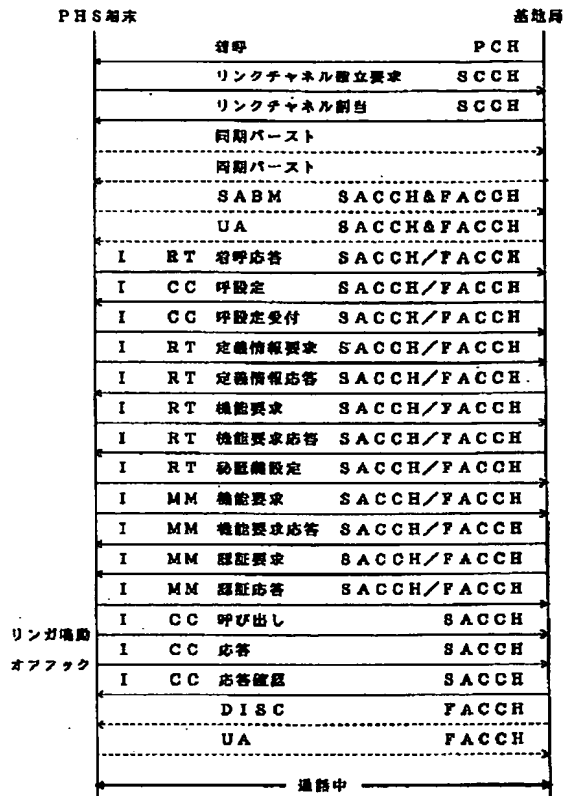 PHS端末 基地局
着呼 PCH
リンクチャネル確立要求 SCCH
リンクチャネル割当 SCCH
同期バースト
同期バースト
SABM SACCH&FACCH
UA SACCH&FACCH
I RT 着呼応答 SACCH/FACCH
I CC 呼設定 SACCH/FACCH
I CC 呼設定受付 SACCH/FACCH
I RT 定義情報要求 SACCH/FACCH
I RT 定義情報応答 SACCH/FACCH
I RT 機能要求 SACCH/FACCH
I RT 機能要求応答 SACCH/FACCH
I RT 秘話鍵設定 SACCH/FACCH
I MM 機能要求 SACCH/FACCH
I MM 機能要求応答 SACCH/FACCH
I MM 認証要求 SACCH/FACCH
I MM 認証応答 SACCH/FACCH
I CC 呼び出し SACCH
リンガ鳴動
I CC 応答 SACCH
オフフック
I CC 応答確認 SACCH
DISC FACCH
UA FACCH
通話中